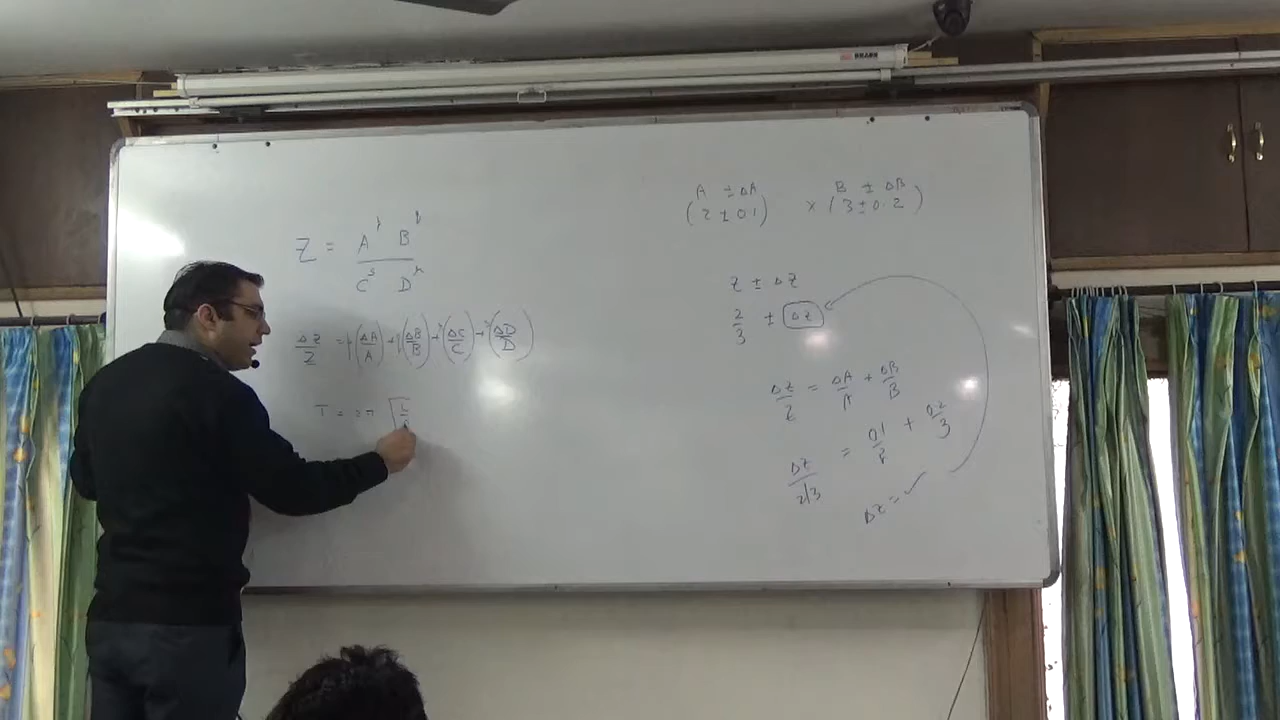 Z = A^p B^q / C^s D^r
ΔZ/Z = p(ΔA/A) + q(ΔB/B) + s(ΔC/C) + r(ΔD/D)
T = 2π √L/
A ± ΔA B ± ΔB
(2 ± 0.1) × (3 ± 0.2)
Z ± ΔZ
2/3 ± ΔZ
ΔZ/Z = ΔA/A + ΔB/B
ΔZ/2/3 = 0.1/2 + 0.2/3
ΔZ = ✓